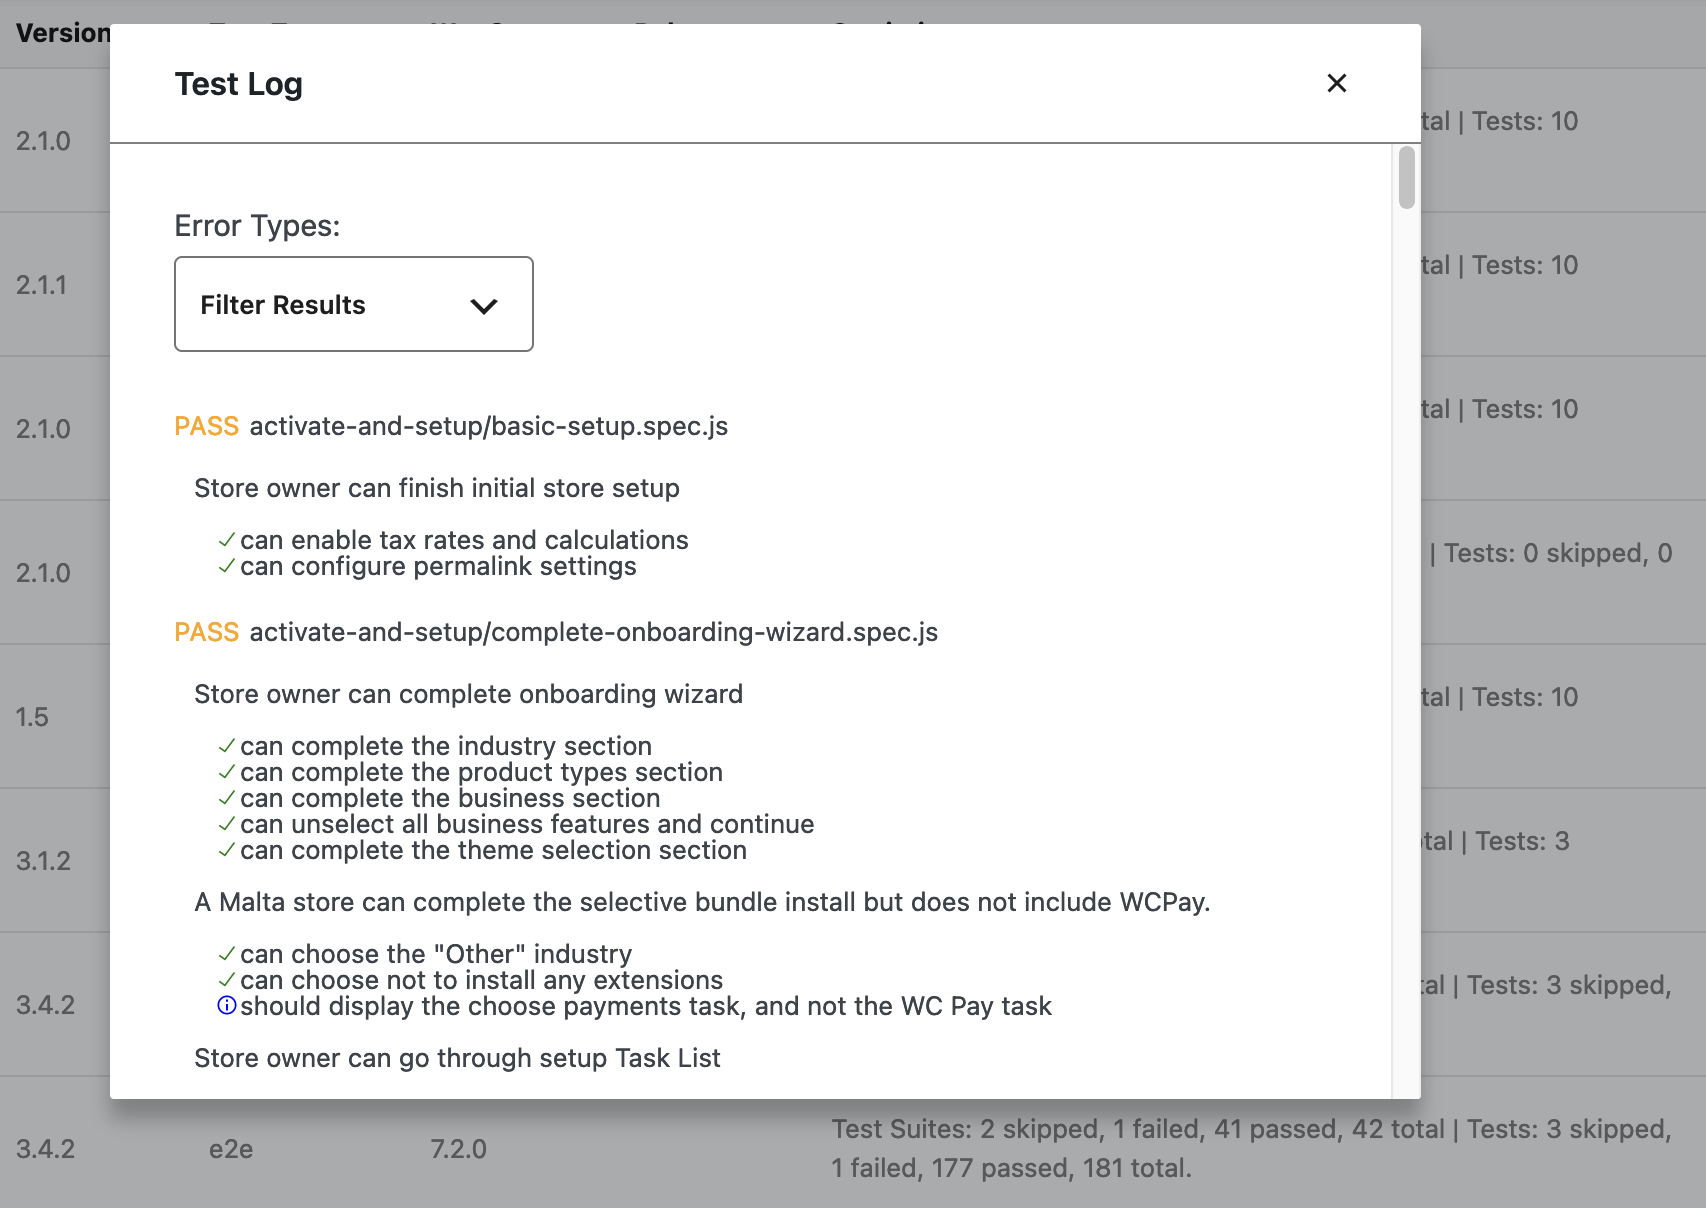 Version
Test Log
2.1.0
tal | Tests: 10
Error Types:
2.1.1
tal | Tests: 10
Filter Results
2.1.0
tal | Tests: 10
PASS activate-and-setup/basic-setup.spec.js
Store owner can finish initial store setup
can enable tax rates and calculations
can configure permalink settings
2.1.0
| Tests: 0 skipped, 0
PASS activate-and-setup/complete-onboarding-wizard.spec.js
Store owner can complete onboarding wizard
1.5
tal | Tests: 10
can complete the industry section
can complete the product types section
can complete the business section
can unselect all business features and continue
can complete the theme selection section
3.1.2
tal | Tests: 3
A Malta store can complete the selective bundle install but does not include WCPay.
can choose the "Other" industry
can choose not to install any extensions
should display the choose payments task, and not the WC Pay task
3.4.2
tal | Tests: 3 skipped,
Store owner can go through setup Task List
3.4.2
e2e
7.2.0
Test Suites: 2 skipped, 1 failed, 41 passed, 42 total | Tests: 3 skipped,
1 failed, 177 passed, 181 total.